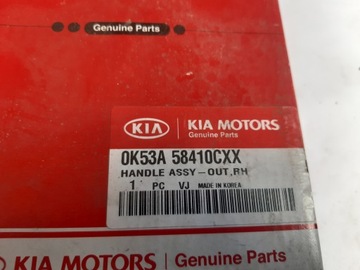 Genuine Parts
KIA KIA MOTORS
Genuine Parts
0K53A 58410CXX
HANDLE ASSY-OUT,RH
1 PC VJ MADE IN KOREA
KIA MOTORS Genuine Parts